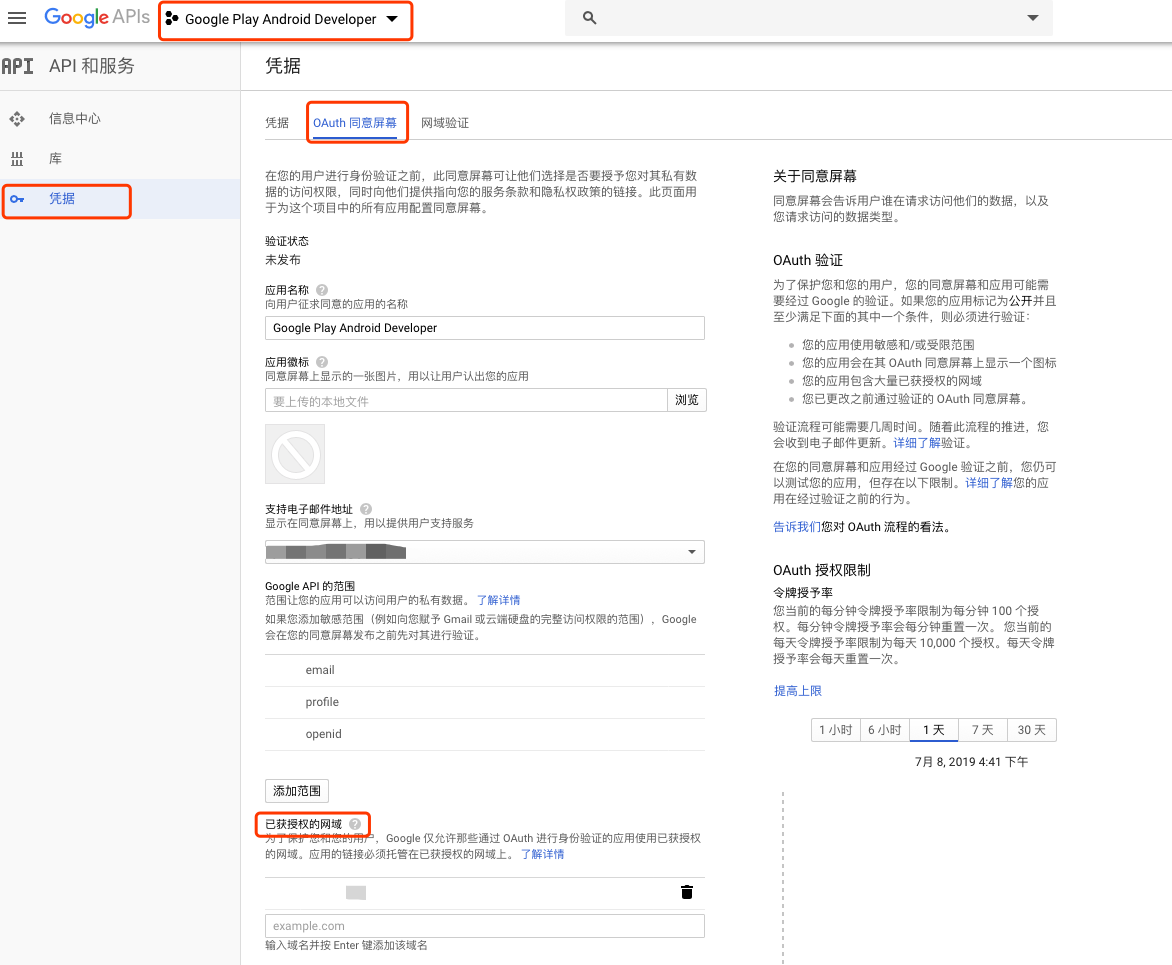 Google APIs
Google Play Android Developer
API API 和服务
凭据
信息中心
库
凭据
凭据 OAuth 同意屏幕 网域验证
在您的用户进行身份验证之前，此同意屏幕可让他们选择是否要授予您对其私有数
据的访问权限，同时向他们提供指向您的服务条款和隐私权政策的链接。此页面用
于为这个项目中的所有应用配置同意屏幕。
验证状态
未发布
应用名称
向用户征求同意的应用的名称
Google Play Android Developer
应用徽标
同意屏幕上显示的一张图片，用以让用户认出您的应用
要上传的本地文件 浏览
支持电子邮件地址
显示在同意屏幕上，用以提供用户支持服务
Google API 的范围
范围让您的应用可以访问用户的私有数据。 了解详情
如果您添加敏感范围（例如向您赋予 Gmail 或云端硬盘的完整访问权限的范围），Google
会在您的同意屏幕发布之前先对其进行验证。
email
profile
openid
添加范围
已获授权的网域
为了保护您和您的用户，Google 仅允许那些通过 OAuth 进行身份验证的应用使用已获授权
的网域。应用的链接必须托管在已获授权的网域上。 了解详情
example.com
输入域名并按 Enter 键添加该域名
关于同意屏幕
同意屏幕会告诉用户谁在请求访问他们的数据，以及
您请求访问的数据类型。
OAuth 验证
为了保护您和您的用户，您的同意屏幕和应用可能需
要经过 Google 的验证。如果您的应用标记为公开并且
至少满足下面的其中一个条件，则必须进行验证：
您的应用使用敏感和/或受限范围
您的应用会在其 OAuth 同意屏幕上显示一个图标
您的应用包含大量已获授权的网域
您已更改之前通过验证的 OAuth 同意屏幕。
验证流程可能需要几周时间。随着此流程的推进，您
会收到电子邮件更新。详细了解验证。
在您的同意屏幕和应用经过 Google 验证之前，您仍可
以测试您的应用，但存在以下限制。详细了解您的应
用在经过验证之前的行为。
告诉我们您对 OAuth 流程的看法。
OAuth 授权限制
令牌授予率
您当前的每分钟令牌授予率限制为每分钟 100 个授
权。每分钟令牌授予率会每分钟重置一次。 您当前的
每天令牌授予率限制为每天 10,000 个授权。每天令牌
授予率会每天重置一次。
提高上限
1 小时 6 小时 1 天 7 天 30 天
7月 8, 2019 4:41 下午